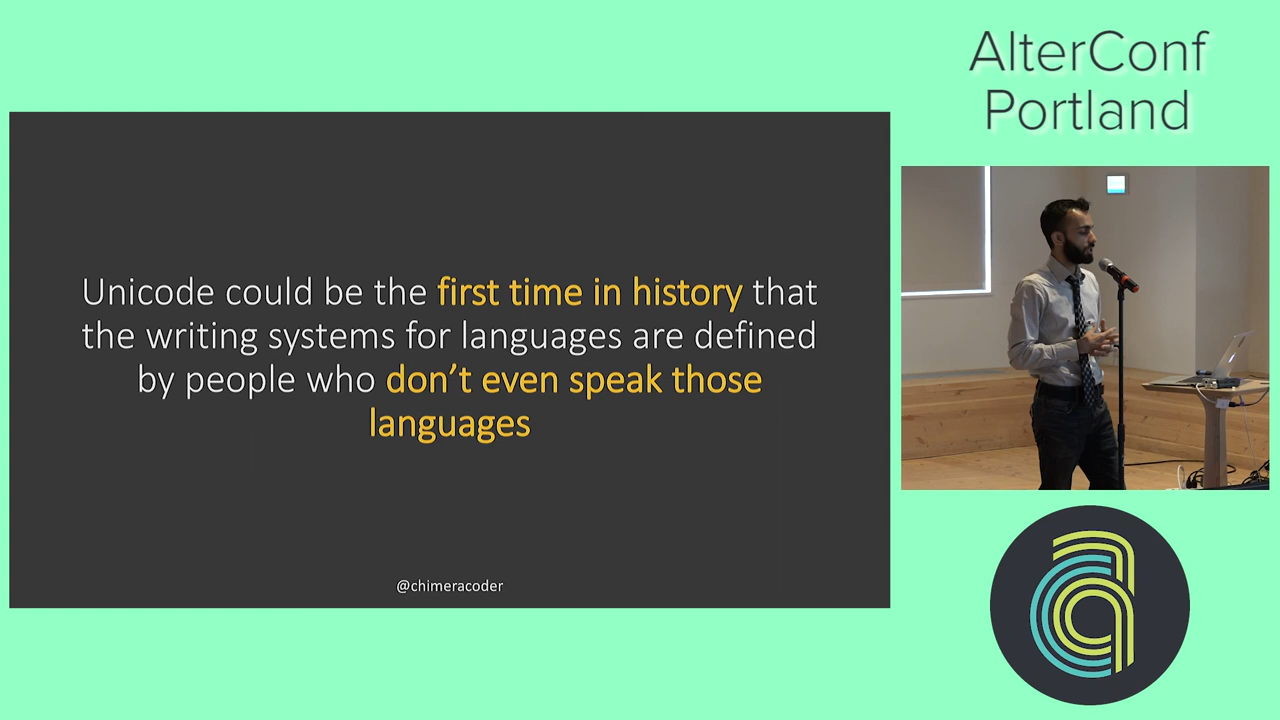 AlterConf
Portland
Unicode could be the first time in history that
the writing systems for languages are defined
by people who don’t even speak those
languages
@chimeracoder